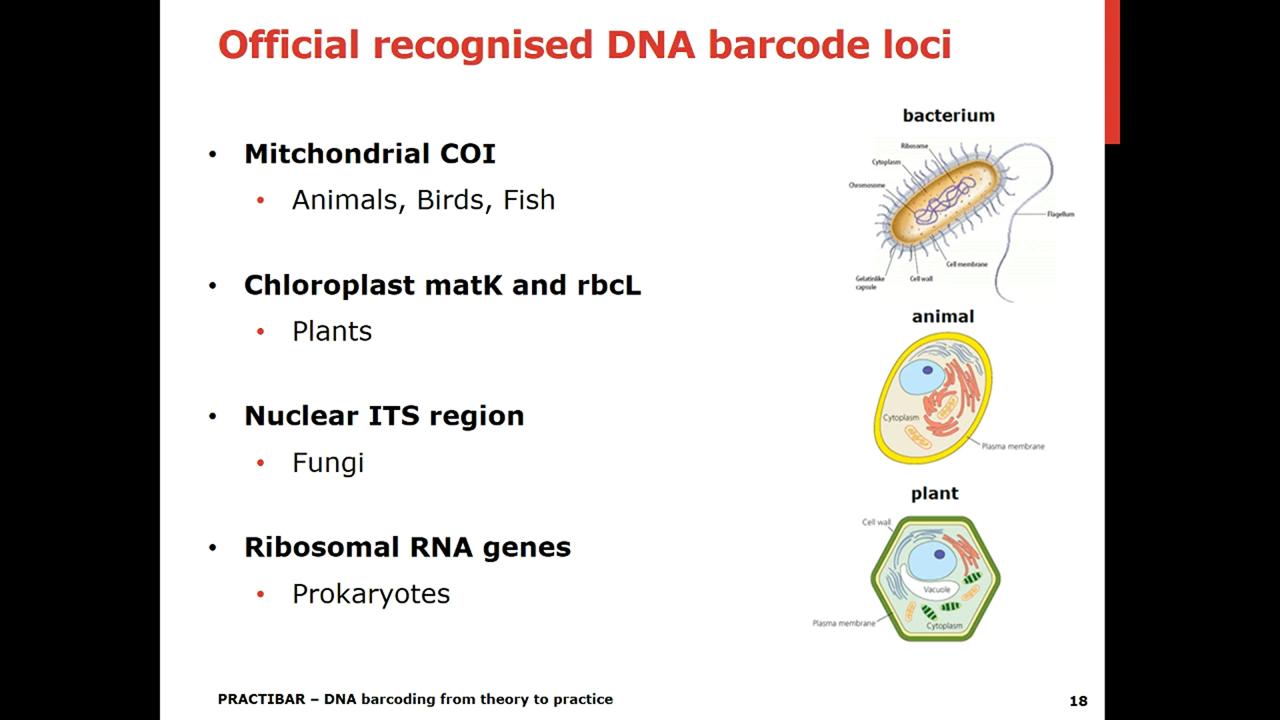 Official recognised DNA barcode loci
• Mitchondrial COI
• Animals, Birds, Fish
• Chloroplast matK and rbcL
• Plants
• Nuclear ITS region
• Fungi
• Ribosomal RNA genes
• Prokaryotes
bacterium
Ribosome
Cytoplasm
Chromosome
Flagellum
Cell membrane
Cell wall
Gelatinlike
capsule
animal
Cytoplasm
Plasma membrane
plant
Cell wall
Vacuole
Plasma membrane
Cytoplasm
PRACTIBAR – DNA barcoding from theory to practice
18